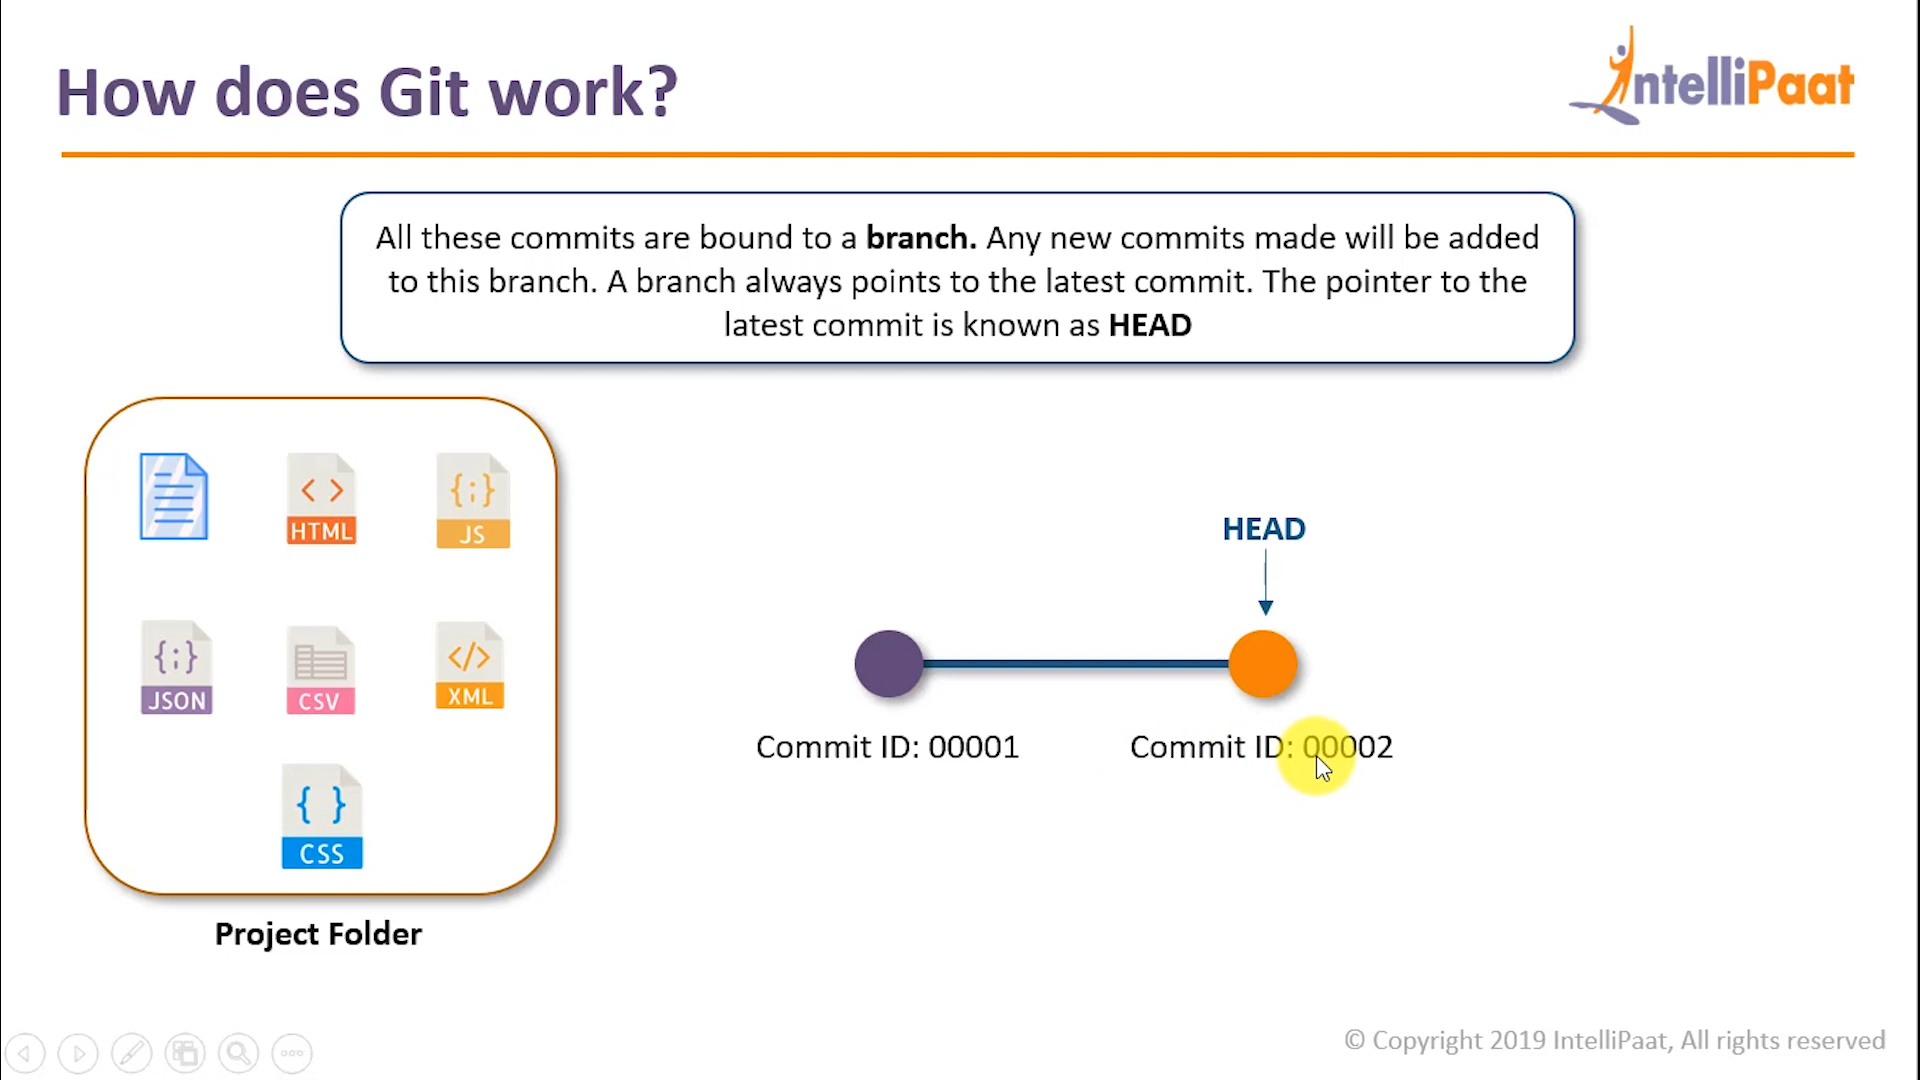 How does Git work?
IntelliPaat
All these commits are bound to a branch. Any new commits made will be added
to this branch. A branch always points to the latest commit. The pointer to the
latest commit is known as HEAD
HTML
JS
JSON
CSV
XML
CSS
Project Folder
HEAD
Commit ID: 00001
Commit ID: 00002
© Copyright 2019 IntelliPaat, All rights reserved